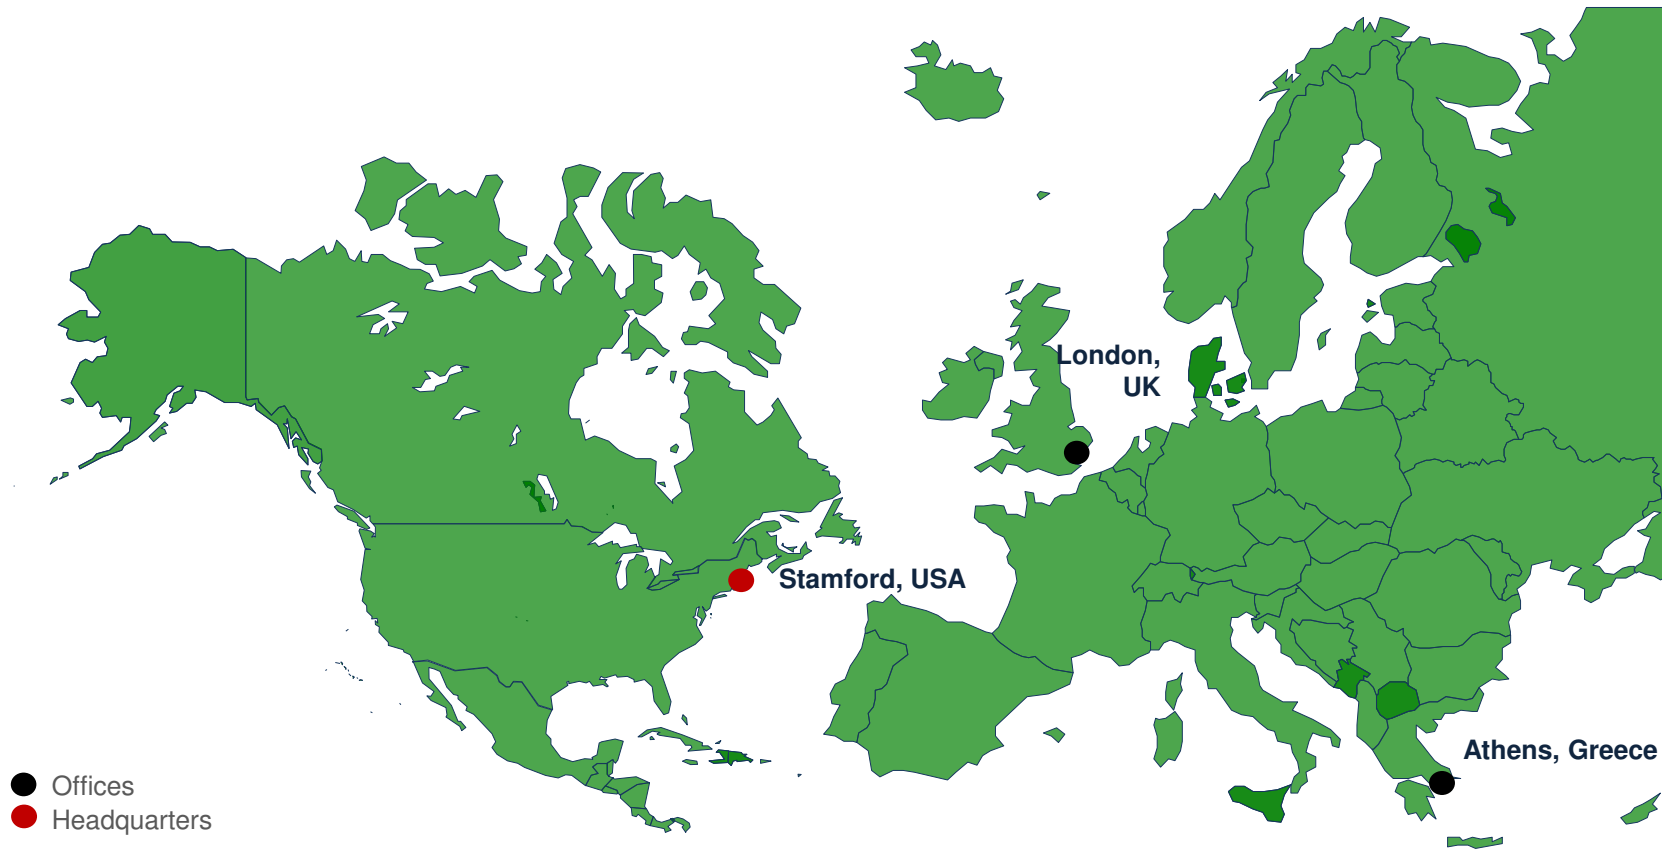 London,
UK
Stamford, USA
Athens, Greece
Offices
Headquarters